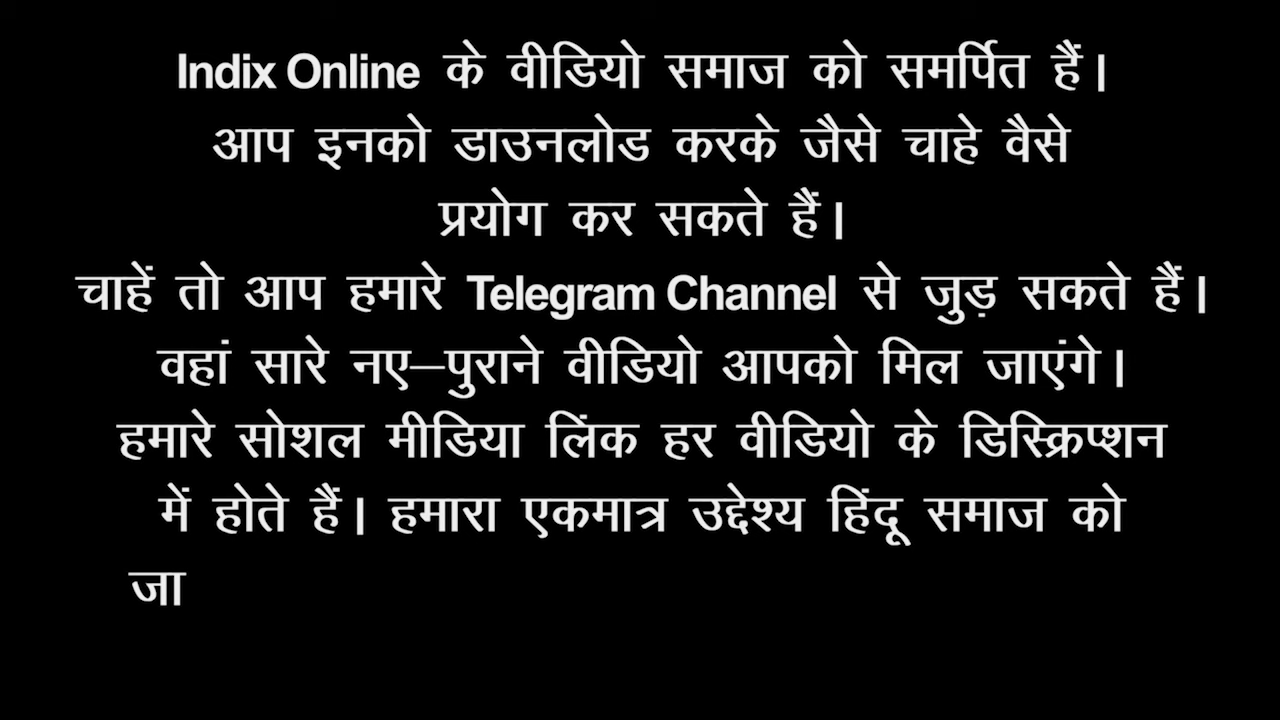 Indix Online के वीडियो समाज को समर्पित हैं।
आप इनको डाउनलोड करके जैसे चाहे वैसे
प्रयोग कर सकते हैं।
चाहें तो आप हमारे Telegram Channel से जुड़ सकते हैं।
वहां सारे नए–पुराने वीडियो आपको मिल जाएंगे।
हमारे सोशल मीडिया लिंक हर वीडियो के डिस्क्रिप्शन
में होते हैं। हमारा एकमात्र उद्देश्य हिंदू समाज को
जा